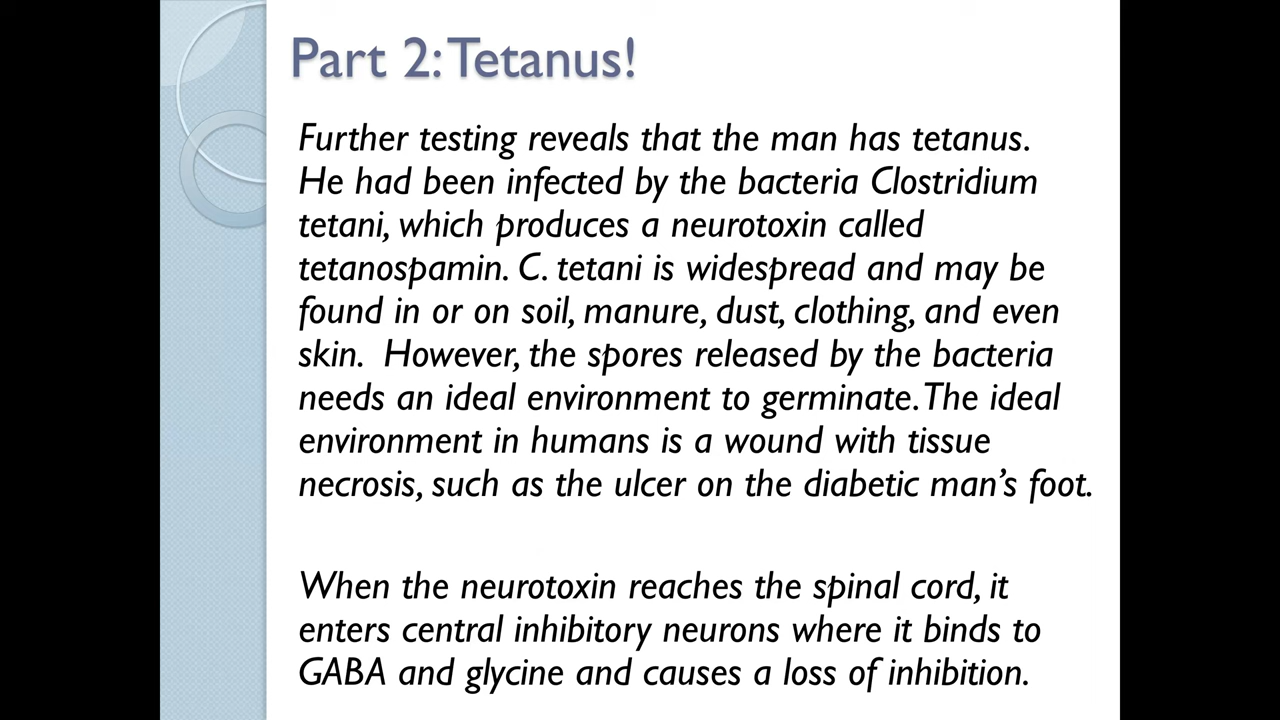 Part 2: Tetanus!
Further testing reveals that the man has tetanus.
He had been infected by the bacteria Clostridium
tetani, which produces a neurotoxin called
tetanospamin. C. tetani is widespread and may be
found in or on soil, manure, dust, clothing, and even
skin. However, the spores released by the bacteria
needs an ideal environment to germinate. The ideal
environment in humans is a wound with tissue
necrosis, such as the ulcer on the diabetic man’s foot.
When the neurotoxin reaches the spinal cord, it
enters central inhibitory neurons where it binds to
GABA and glycine and causes a loss of inhibition.